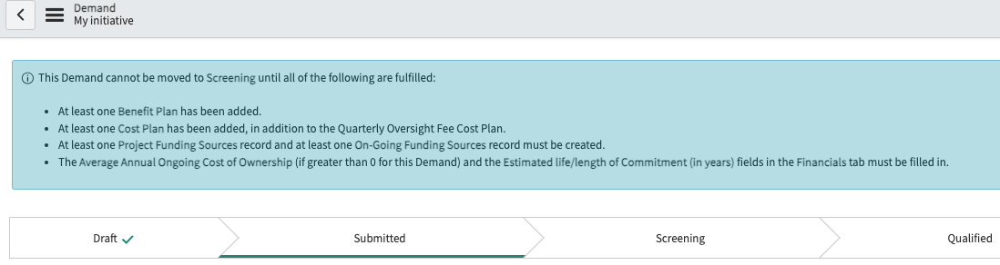 Demand
My initiative
This Demand cannot be moved to Screening until all of the following are fulfilled:
• At least one Benefit Plan has been added.
• At least one Cost Plan has been added, in addition to the Quarterly Oversight Fee Cost Plan.
• At least one Project Funding Sources record and at least one On-Going Funding Sources record must be created.
• The Average Annual Ongoing Cost of Ownership (if greater than 0 for this Demand) and the Estimated life/length of Commitment (in years) fields in the Financials tab must be filled in.
Draft
Submitted
Screening
Qualified